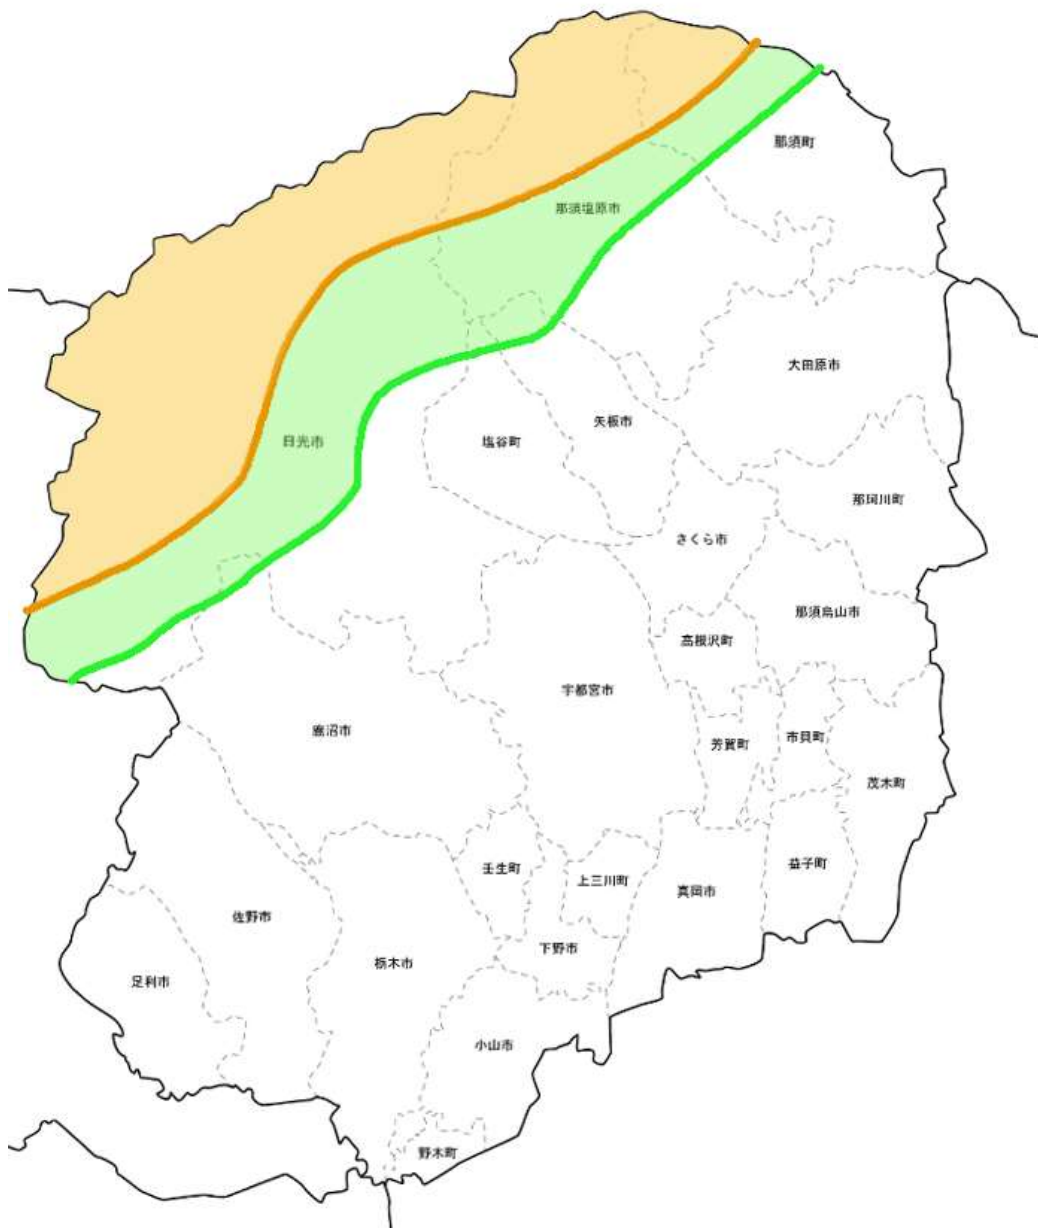 那須町
那須塩原市
大田原市
日光市
塩谷町
矢板市
那珂川町
さくら市
那須烏山市
高根沢町
宇都宮市
鹿沼市
芳賀町
市貝町
茂木町
壬生町
上三川町
真岡市
益子町
佐野市
下野市
栃木市
足利市
小山市
野木町